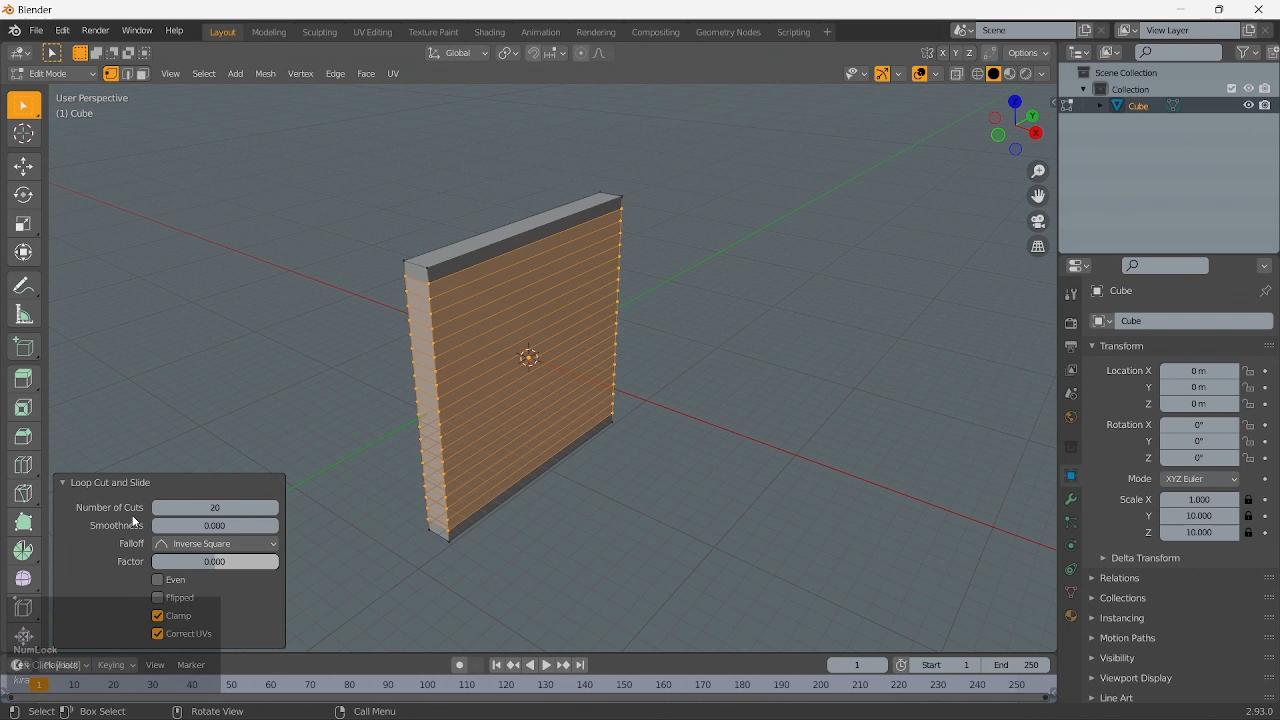 Blender
File Edit Render Window Help Layout Modeling Sculpting UV Editing Texture Paint Shading Animation Rendering Compositing Geometry Nodes Scripting + Scene View Layer
Global X Y Z Options
Edit Mode View Select Add Mesh Vertex Edge Face UV
User Perspective
(1) Cube
Z
Y
X
Scene Collection
Collection
Cube
Cube
Cube
Transform
Location X 0 m
Y 0 m
Z 0 m
Rotation X 0°
Y 0°
Z 0°
Mode XYZ Euler
Scale X 1.000
Y 10.000
Z 10.000
Delta Transform
Relations
Collections
Instancing
Motion Paths
Visibility
Viewport Display
Line Art
Loop Cut and Slide
Number of Cuts 20
Smoothness 0.000
Falloff Inverse Square
Factor 0.000
Even
Flipped
Clamp
Correct UVs
NumLock
Keying View Marker 1 Start 1 End 250
1 10 20 30 40 50 60 70 80 90 100 110 120 130 140 150 160 170 180 190 200 210 220 230 240 250
Select Box Select Rotate View Call Menu 2.93.0